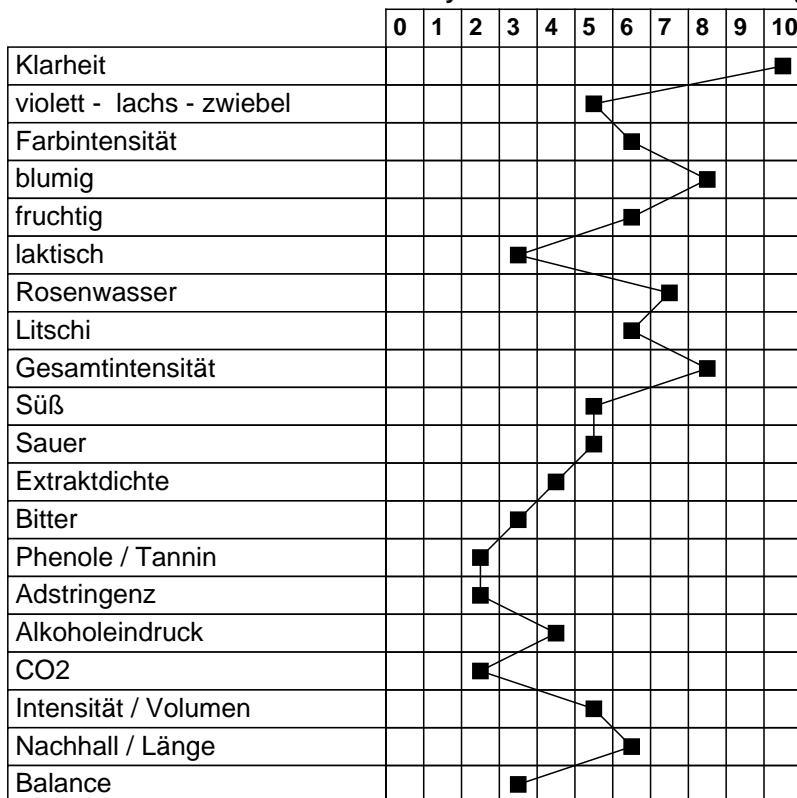 0 1 2 3 4 5 6 7 8 9 10
Klarheit
violett - lachs - zwiebel
Farbintensität
blumig
fruchtig
laktisch
Rosenwasser
Litschi
Gesamtintensität
Süß
Sauer
Extraktdichte
Bitter
Phenole / Tannin
Adstringenz
Alkoholeindruck
CO2
Intensität / Volumen
Nachhall / Länge
Balance